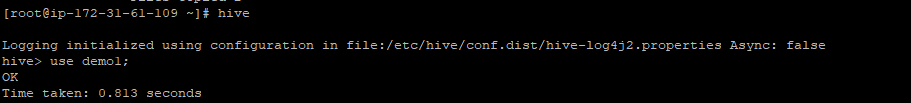 [root@ip-172-31-61-109 ~]# hive
Logging initialized using configuration in file:/etc/hive/conf.dist/hive-log4j2.properties Async: false
hive> use demo1;
OK
Time taken: 0.813 seconds